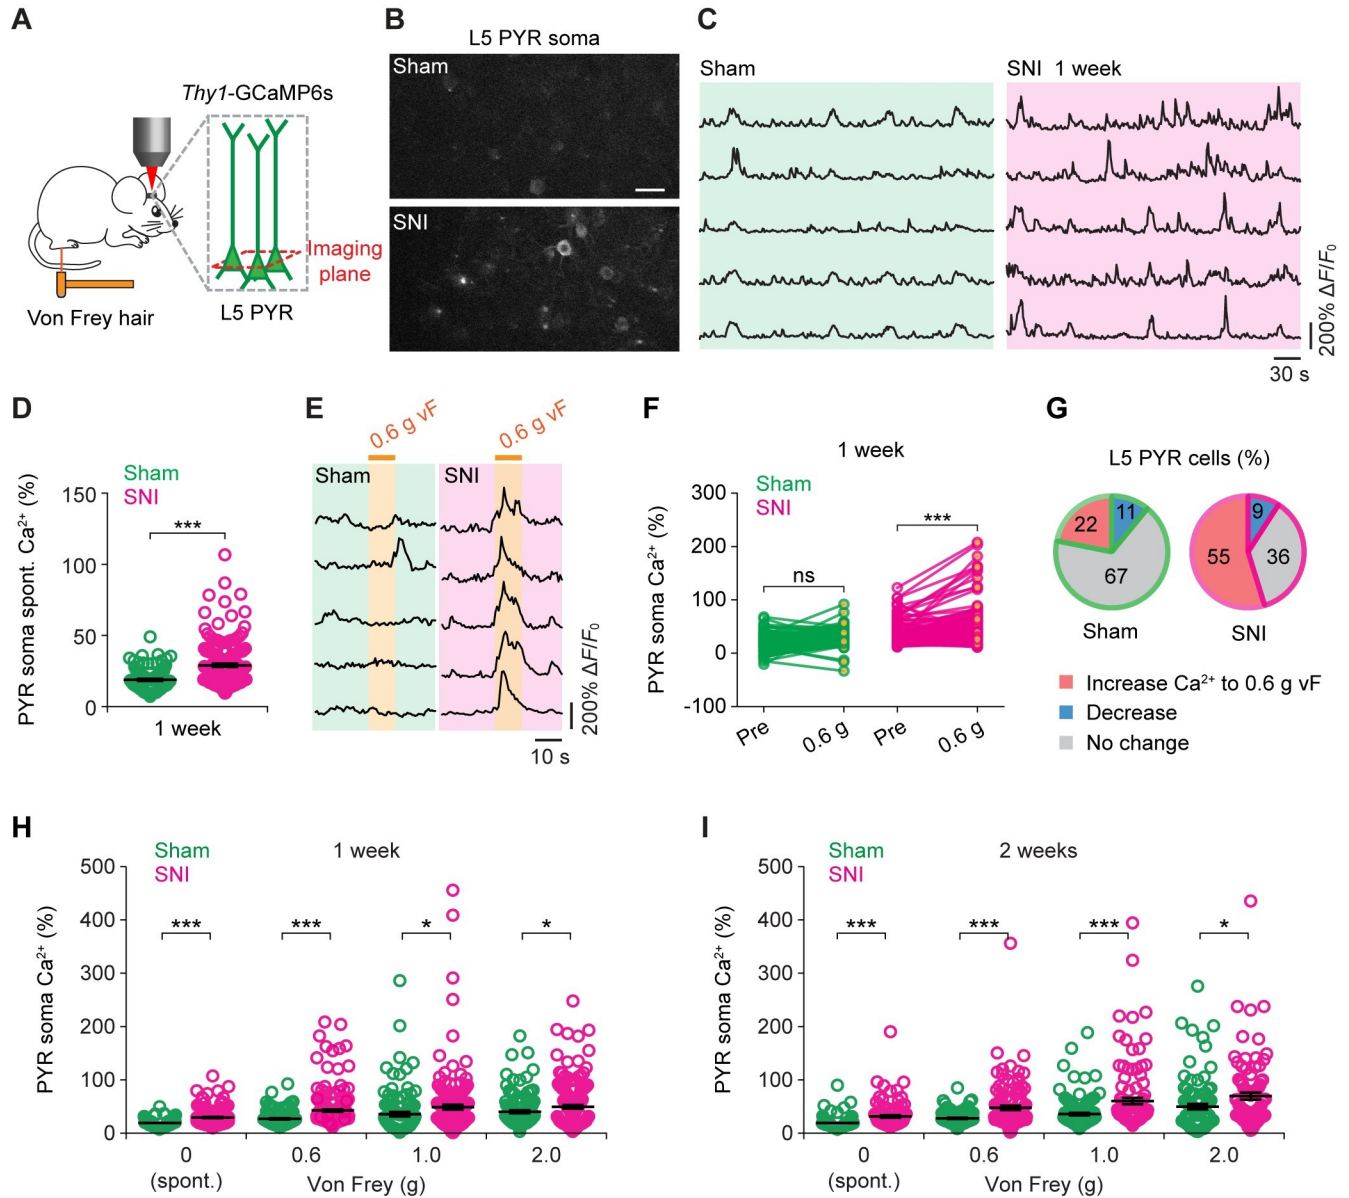 A
Thy1-GCaMP6s
Imaging
plane
Von Frey hair
L5 PYR
B
L5 PYR soma
Sham
SNI
C
Sham
SNI 1 week
200% ΔF/F₀
30 s
D
PYR soma spont. Ca²⁺ (%)
Sham
SNI
150
***
100
50
0
1 week
E
0.6 g vF
0.6 g vF
Sham
SNI
200% ΔF/F₀
10 s
F
1 week
PYR soma Ca²⁺ (%)
300
Sham
SNI
***
200
ns
100
0
-100
Pre
0.6 g
Pre
0.6 g
G
L5 PYR cells (%)
22
11
67
9
55
36
Sham
SNI
Increase Ca²⁺ to 0.6 g vF
Decrease
No change
H
Sham
SNI
1 week
PYR soma Ca²⁺ (%)
500
400
300
200
100
0
***
***
*
*
0
(spont.)
0.6
1.0
2.0
Von Frey (g)
I
Sham
SNI
2 weeks
PYR soma Ca²⁺ (%)
500
400
300
200
100
0
***
***
***
*
0
(spont.)
0.6
1.0
2.0
Von Frey (g)